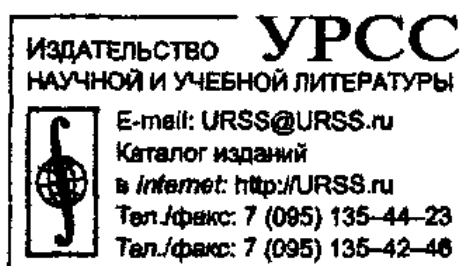 ИЗДАТЕЛЬСТВО УРСС
НАУЧНОЙ И УЧЕБНОЙ ЛИТЕРАТУРЫ
E-mail: URSS@URSS.ru
Каталог изданий
в Internet: http://URSS.ru
Тел./факс: 7 (095) 135–44–23
Тел./факс: 7 (095) 135–42–46